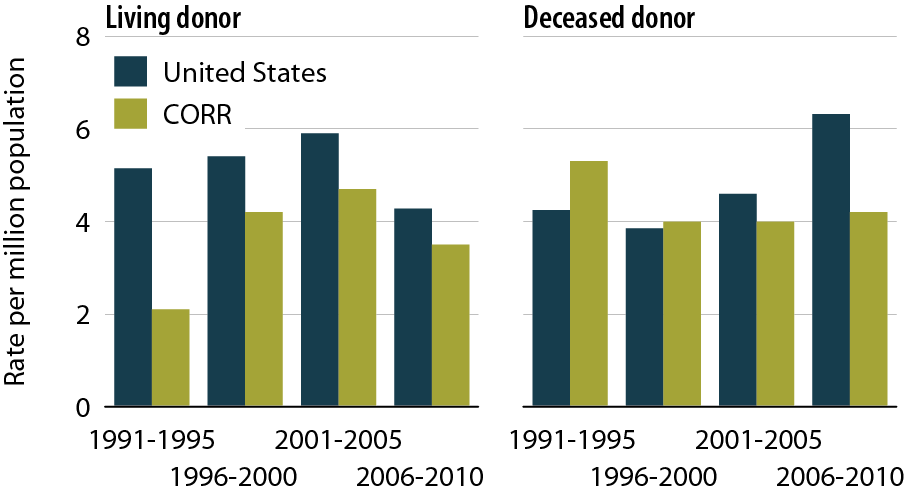 Living donor
Deceased donor
Rate per million population
8
6
4
2
0
United States
CORR
1991-1995
1996-2000
2001-2005
2006-2010
1991-1995
1996-2000
2001-2005
2006-2010